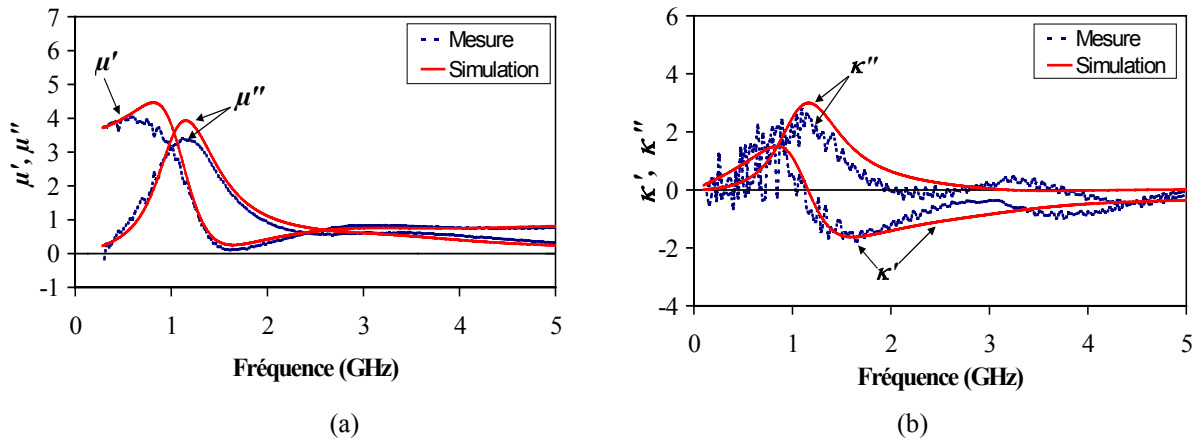 7
6
5
4
3
2
1
0
-1
μ', μ"
Mesure
Simulation
μ'
μ"
0 1 2 3 4 5
Fréquence (GHz)
(a)
6
4
2
0
-2
-4
κ', κ"
Mesure
Simulation
κ"
κ'
0 1 2 3 4 5
Fréquence (GHz)
(b)